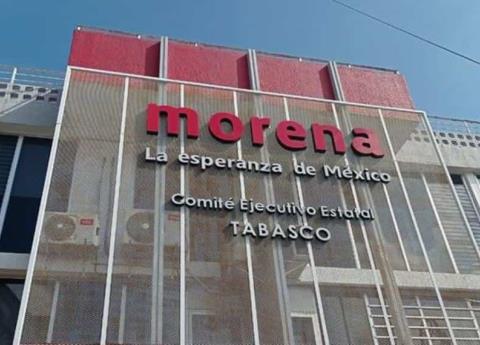 morena
La esperanza de México
Comité Ejecutivo Estatal
TABASCO